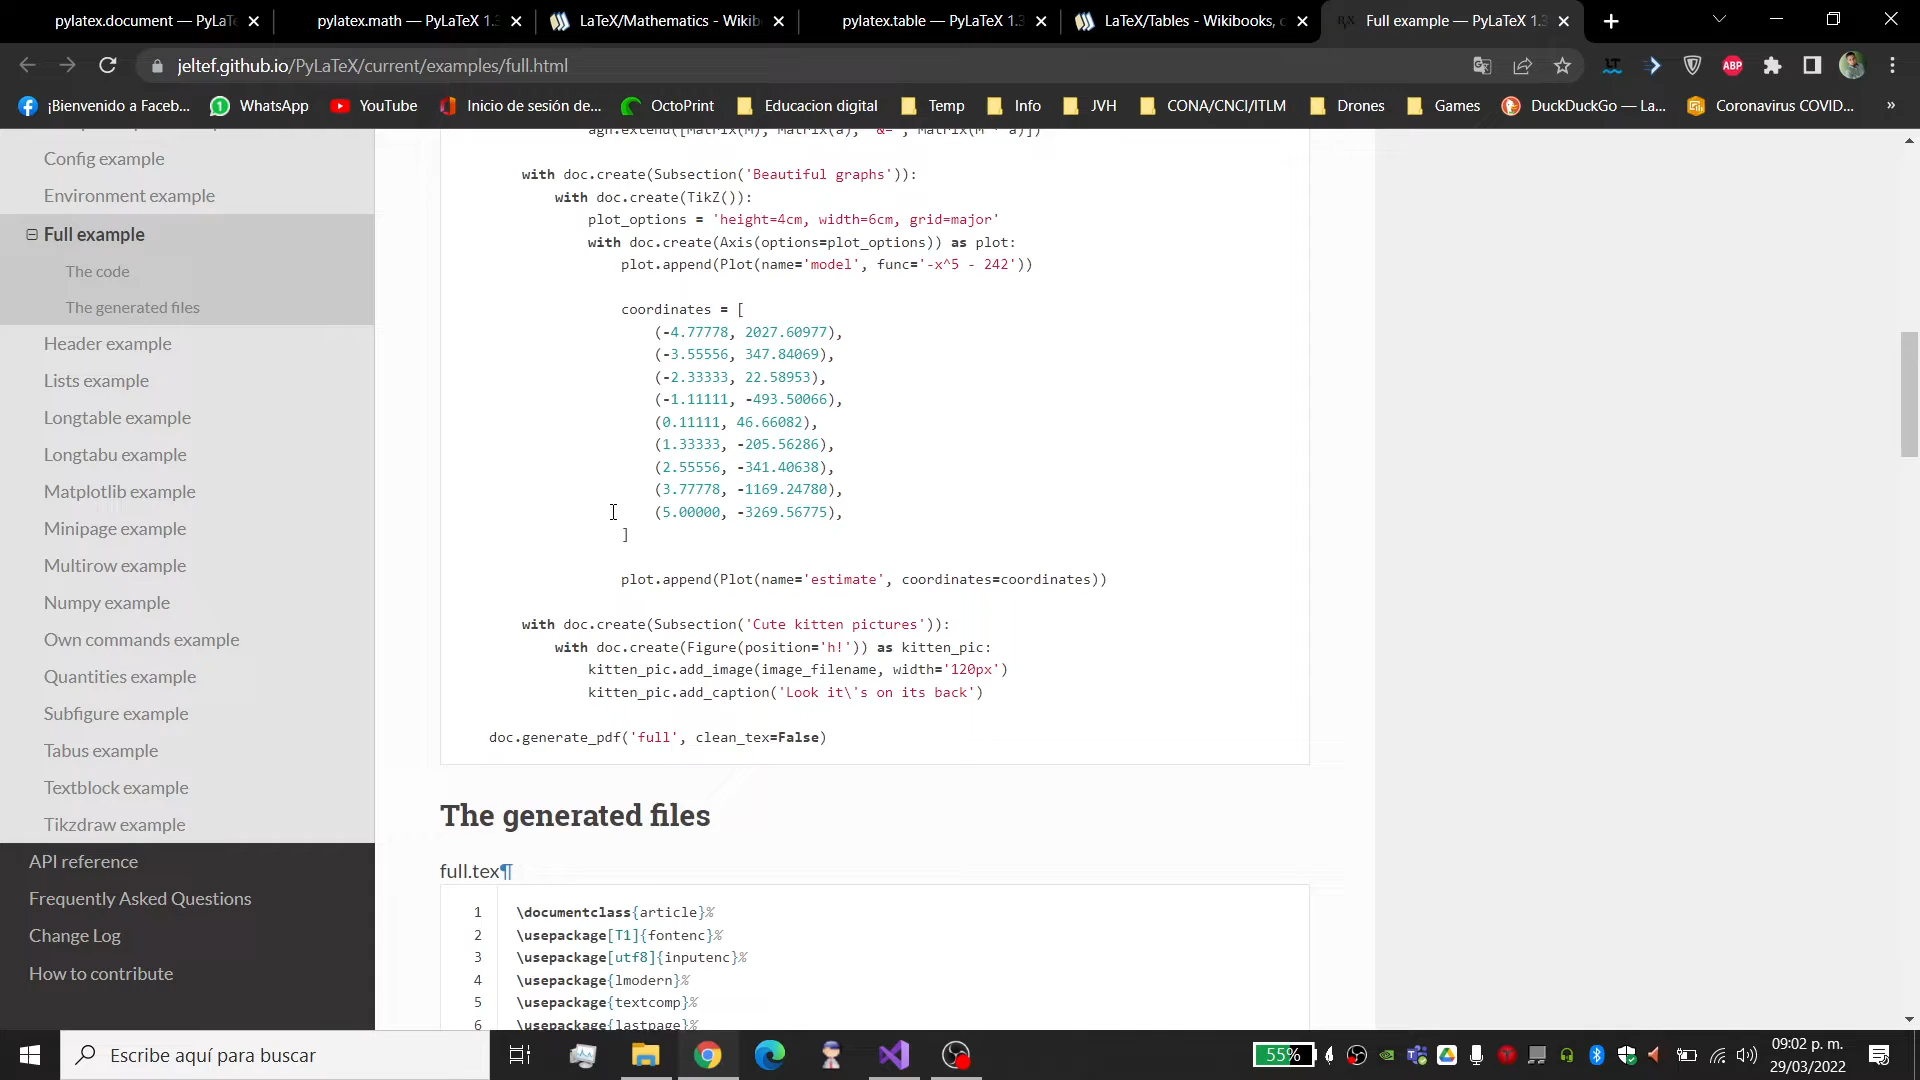 pylatex.document — PyLaTe
pylatex.math — PyLaTeX 1.3
LaTeX/Mathematics - Wikib
pylatex.table — PyLaTeX 1.3
LaTeX/Tables - Wikibooks, o
Full example — PyLaTeX 1.3
jeltef.github.io/PyLaTeX/current/examples/full.html
¡Bienvenido a Faceb...
WhatsApp
YouTube
Inicio de sesión de...
OctoPrint
Educacion digital
Temp
Info
JVH
CONA/CNCI/ITLM
Drones
Games
DuckDuckGo — La...
Coronavirus COVID...
»
Config example
Environment example
Full example
The code
The generated files
Header example
Lists example
Longtable example
Longtabu example
Matplotlib example
Minipage example
Multirow example
Numpy example
Own commands example
Quantities example
Subfigure example
Tabus example
Textblock example
Tikzdraw example
API reference
Frequently Asked Questions
Change Log
How to contribute
agn.extend([Matrix(M), Matrix(a), '&=', Matrix(M * a)])
with doc.create(Subsection('Beautiful graphs')):
with doc.create(TikZ()):
plot_options = 'height=4cm, width=6cm, grid=major'
with doc.create(Axis(options=plot_options)) as plot:
plot.append(Plot(name='model', func='-x^5 - 242'))
coordinates = [
(-4.77778, 2027.60977),
(-3.55556, 347.84069),
(-2.33333, 22.58953),
(-1.11111, -493.50066),
(0.11111, 46.66082),
(1.33333, -205.56286),
(2.55556, -341.40638),
(3.77778, -1169.24780),
(5.00000, -3269.56775),
]
plot.append(Plot(name='estimate', coordinates=coordinates))
with doc.create(Subsection('Cute kitten pictures')):
with doc.create(Figure(position='h!')) as kitten_pic:
kitten_pic.add_image(image_filename, width='120px')
kitten_pic.add_caption('Look it\'s on its back')
doc.generate_pdf('full', clean_tex=False)
The generated files
full.tex¶
1 \documentclass{article}%
2 \usepackage[T1]{fontenc}%
3 \usepackage[utf8]{inputenc}%
4 \usepackage{lmodern}%
5 \usepackage{textcomp}%
6 \usepackage{lastpage}%
Escribe aquí para buscar
55%
09:02 p. m.
29/03/2022